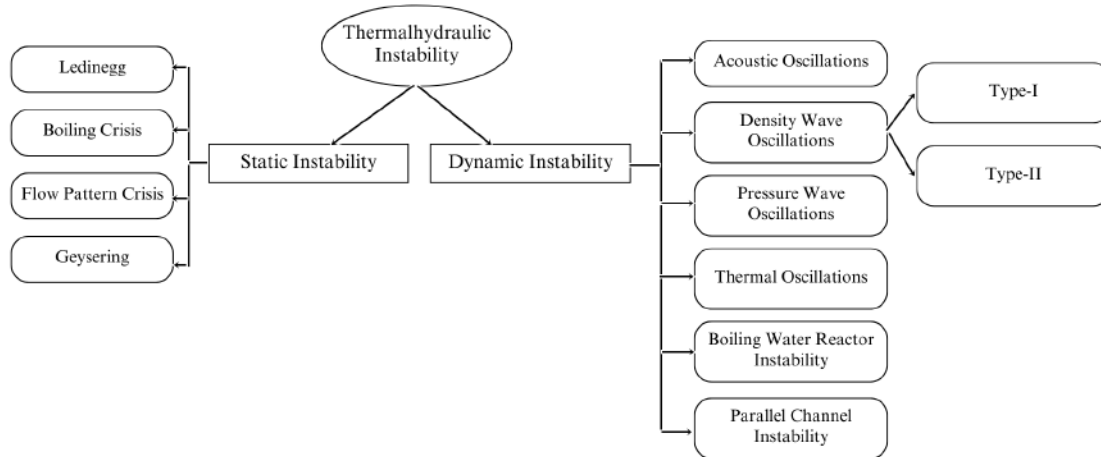 Thermalhydraulic
Instability
Ledinegg
Boiling Crisis
Flow Pattern Crisis
Geysering
Static Instability
Dynamic Instability
Acoustic Oscillations
Density Wave
Oscillations
Pressure Wave
Oscillations
Thermal Oscillations
Boiling Water Reactor
Instability
Parallel Channel
Instability
Type-I
Type-II